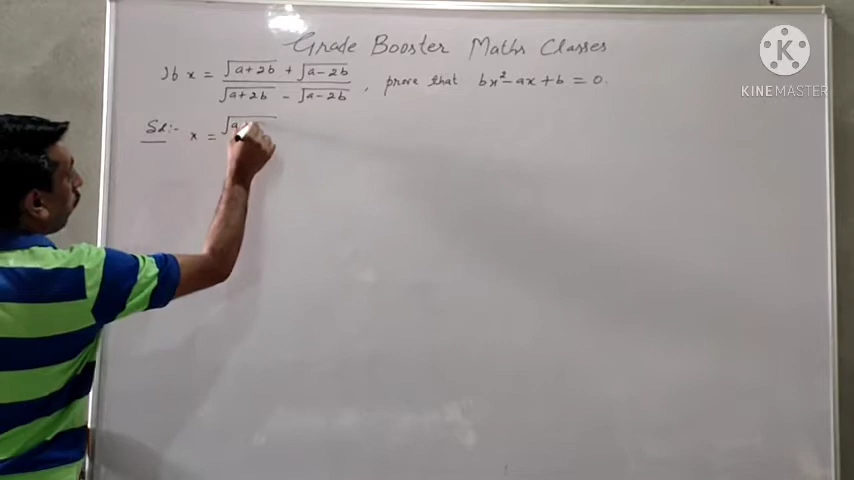 Grade Booster Maths Classes
If x = (√(a+2b) + √(a-2b)) / (√(a+2b) - √(a-2b)), prove that bx² - ax + b = 0.
Sol:- x = √a
K
KINEMASTER